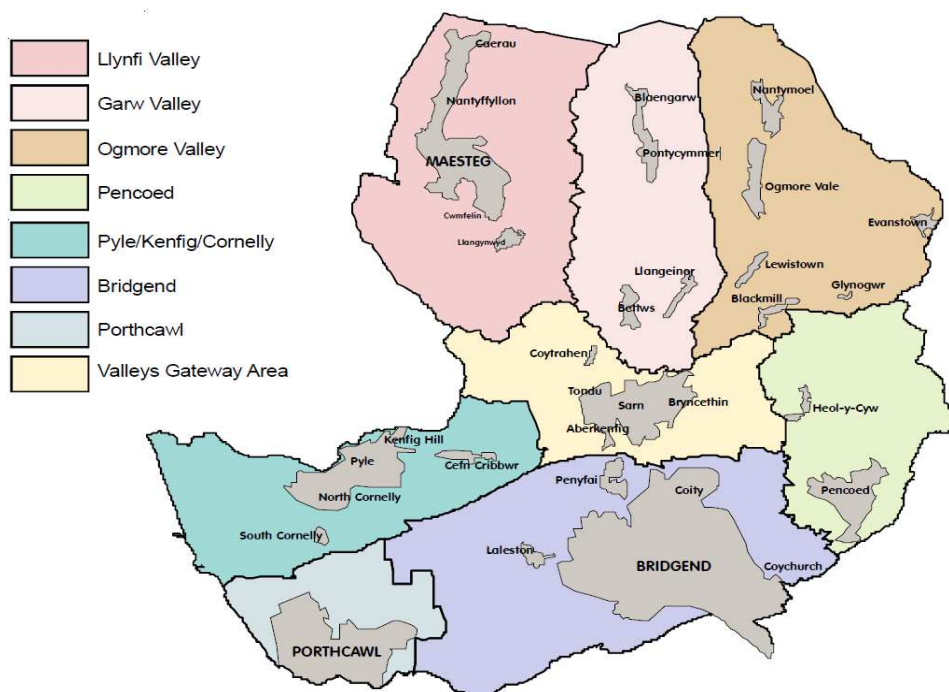 Llynfi Valley
Garw Valley
Ogmore Valley
Pencoed
Pyle/Kenfig/Cornelly
Bridgend
Porthcawl
Valleys Gateway Area
Caerau
Nantyffyllon
MAESTEG
Cwmfelin
Llangynwyd
Blaengarw
Pontycymmer
Llangeinor
Bettws
Nantymoel
Ogmore Vale
Evanstown
Lewistown
Glynogwr
Blackmill
Coytrahen
Tondu
Sarn
Bryncethin
Aberkenfig
Heol-y-Cyw
Pencoed
Kenfig Hill
Pyle
Cefn Cribbwr
North Cornelly
South Cornelly
Penyfai
Coity
Laleston
BRIDGEND
Coychurch
PORTHCAWL